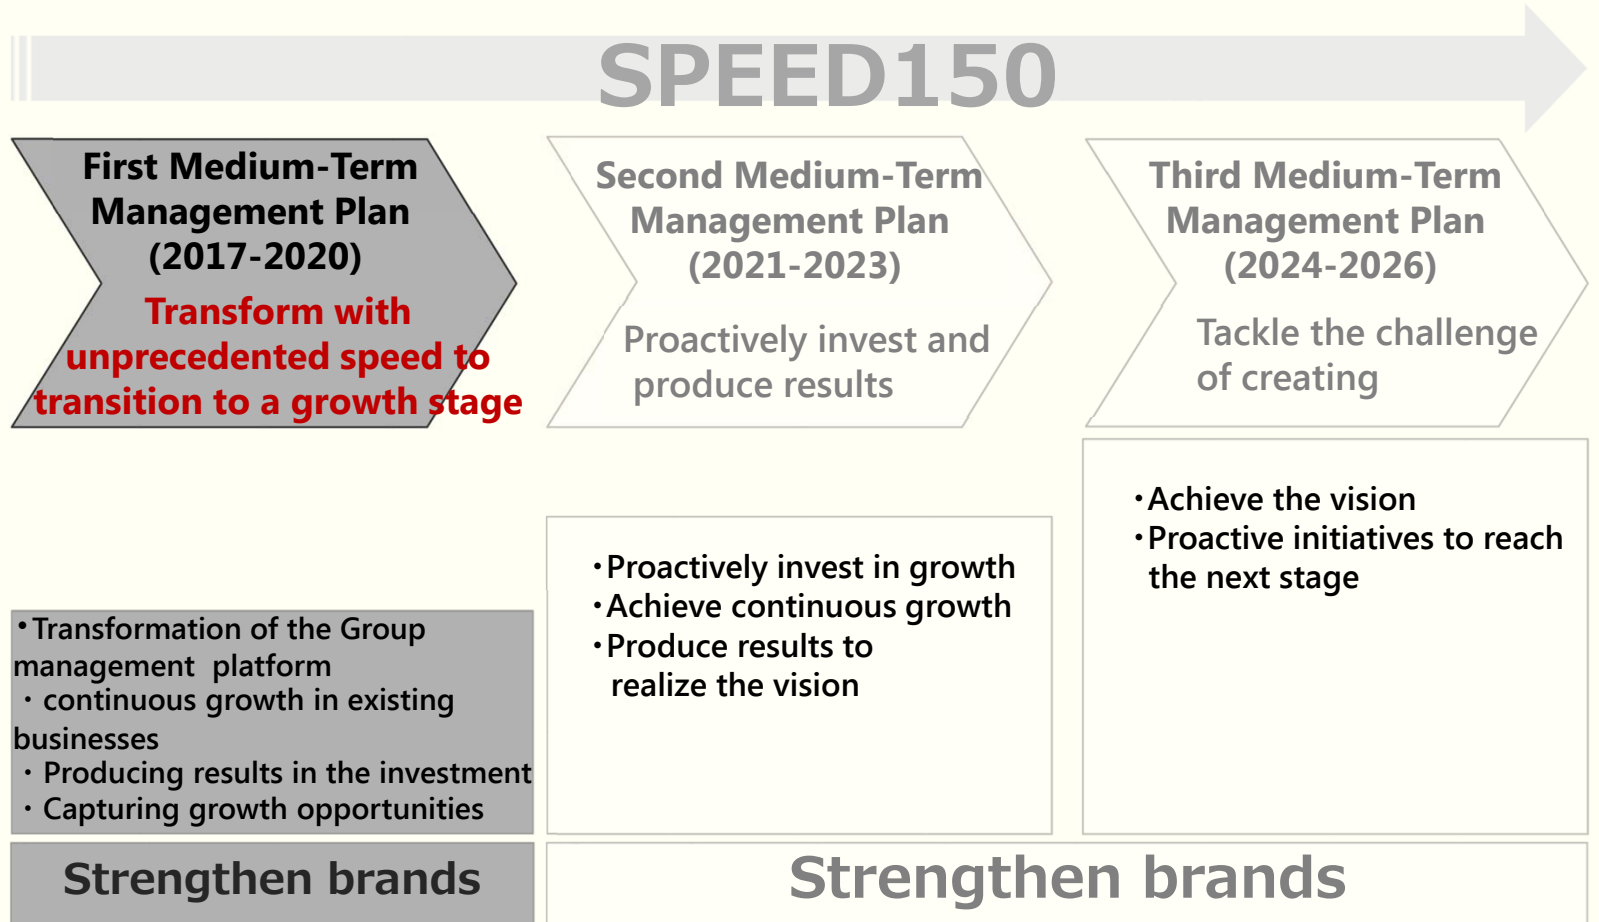 SPEED150
First Medium-Term
Management Plan
(2017-2020)
Transform with
unprecedented speed to
transition to a growth stage
Second Medium-Term
Management Plan
(2021-2023)
Proactively invest and
produce results
Third Medium-Term
Management Plan
(2024-2026)
Tackle the challenge
of creating
・Transformation of the Group
management platform
・continuous growth in existing
businesses
・Producing results in the investment
・Capturing growth opportunities
・Proactively invest in growth
・Achieve continuous growth
・Produce results to
realize the vision
・Achieve the vision
・Proactive initiatives to reach
the next stage
Strengthen brands
Strengthen brands